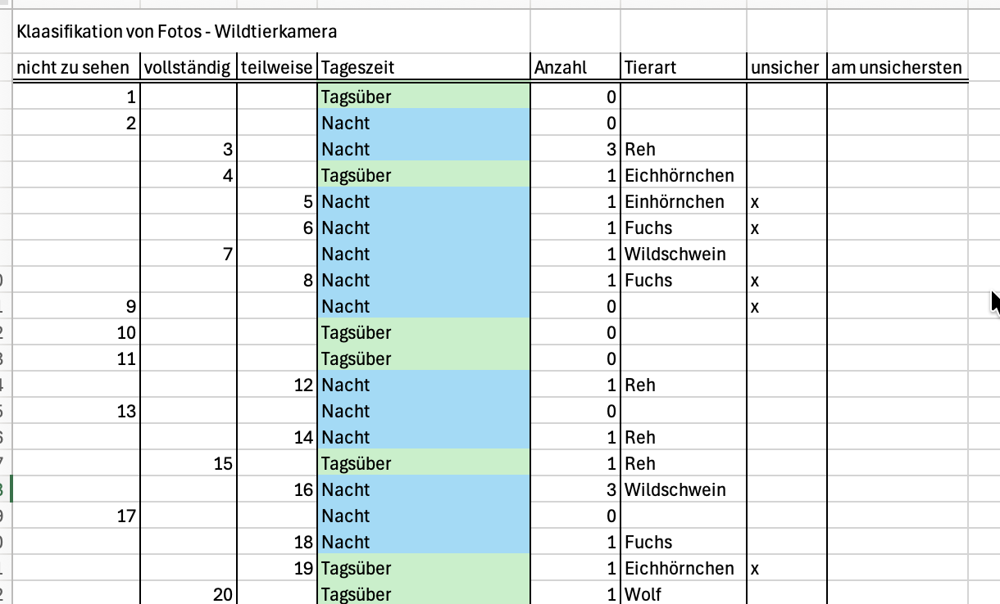 Klaasifikation von Fotos - Wildtierkamera
nicht zu sehen vollständig teilweise Tageszeit Anzahl Tierart unsicher am unsichersten
1 Tagsüber 0
2 Nacht 0
3 Nacht 3 Reh
4 Tagsüber 1 Eichhörnchen
5 Nacht 1 Einhörnchen x
6 Nacht 1 Fuchs x
7 Nacht 1 Wildschwein
8 Nacht 1 Fuchs x
9 Nacht 0 x
10 Tagsüber 0
11 Tagsüber 0
12 Nacht 1 Reh
13 Nacht 0
14 Nacht 1 Reh
15 Tagsüber 1 Reh
16 Nacht 3 Wildschwein
17 Nacht 0
18 Nacht 1 Fuchs
19 Tagsüber 1 Eichhörnchen x
20 Tagsüber 1 Wolf